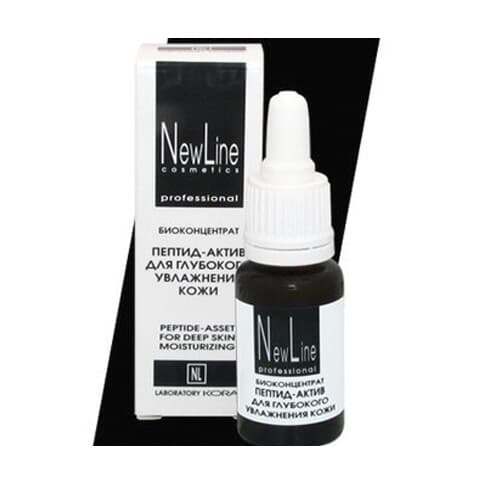 NewLine
cosmetics
professional
БИОКОНЦЕНТРАТ
ПЕПТИД-АКТИВ
ДЛЯ ГЛУБОКОГО
УВЛАЖНЕНИЯ
КОЖИ
PEPTIDE-ASSET
FOR DEEP SKIN
MOISTURIZING
NL
LABORATORY KORA
NewLine
professional
БИОКОНЦЕНТРАТ
ПЕПТИД-АКТИВ
ДЛЯ ГЛУБОКОГО
УВЛАЖНЕНИЯ КОЖИ